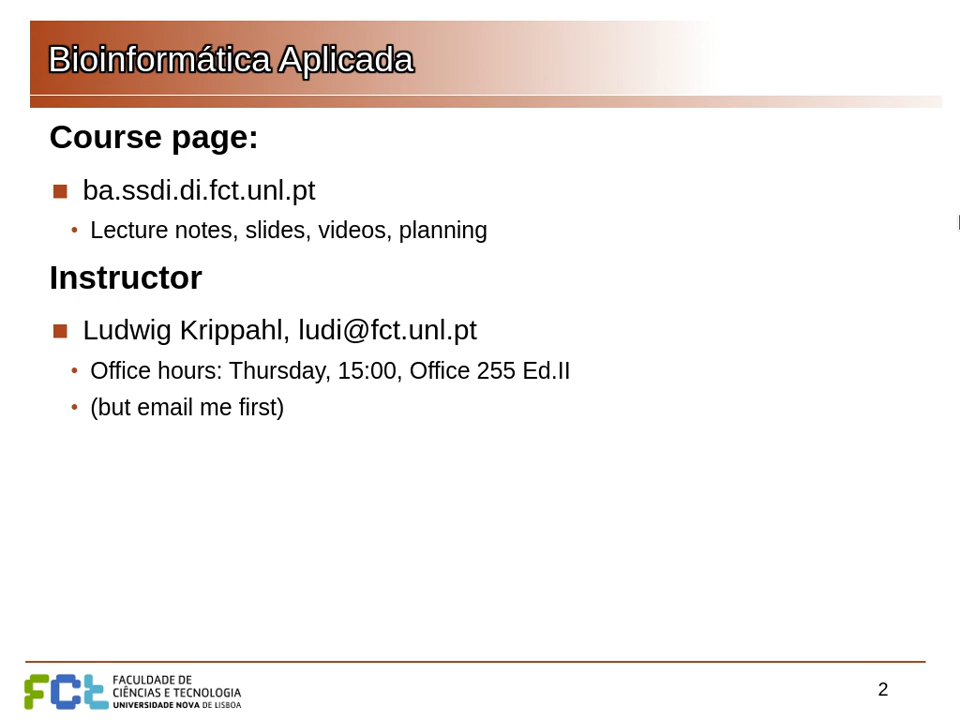 Bioinformática Aplicada
Course page:
ba.ssdi.di.fct.unl.pt
Lecture notes, slides, videos, planning
Instructor
Ludwig Krippahl, ludi@fct.unl.pt
Office hours: Thursday, 15:00, Office 255 Ed.II
(but email me first)
FCt
FACULDADE DE
CIÊNCIAS E TECNOLOGIA
UNIVERSIDADE NOVA DE LISBOA
2